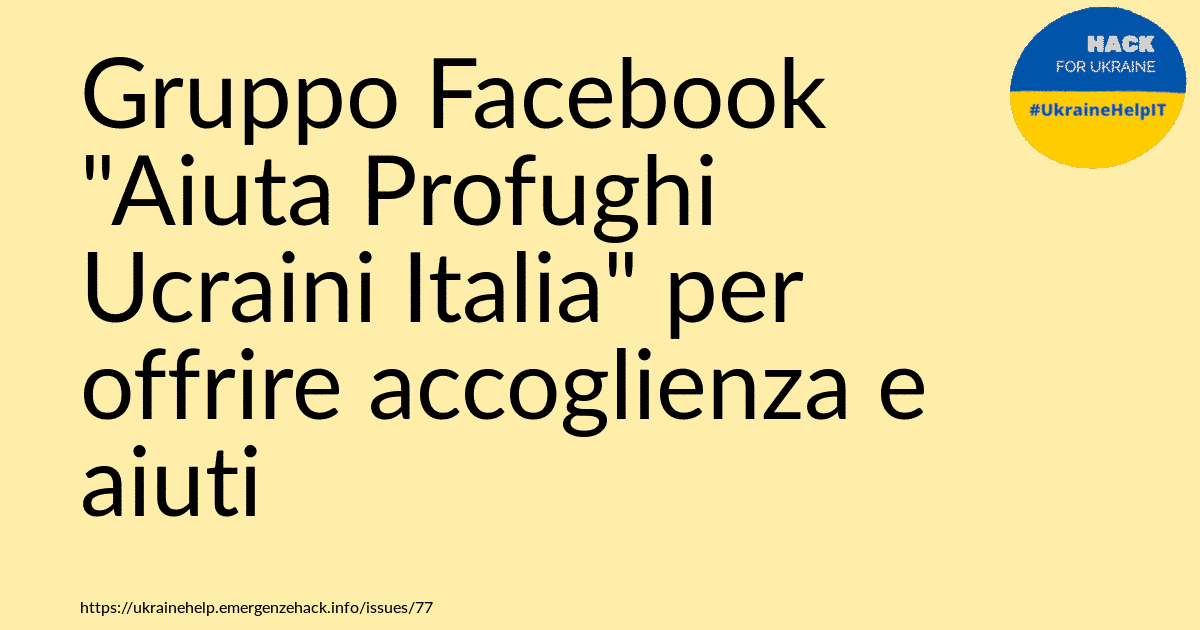 HACK
FOR UKRAINE
#UkraineHelpIT
Gruppo Facebook
"Aiuta Profughi
Ucraini Italia" per
offrire accoglienza e
aiuti
https://ukrainehelp.emergenzehack.info/issues/77